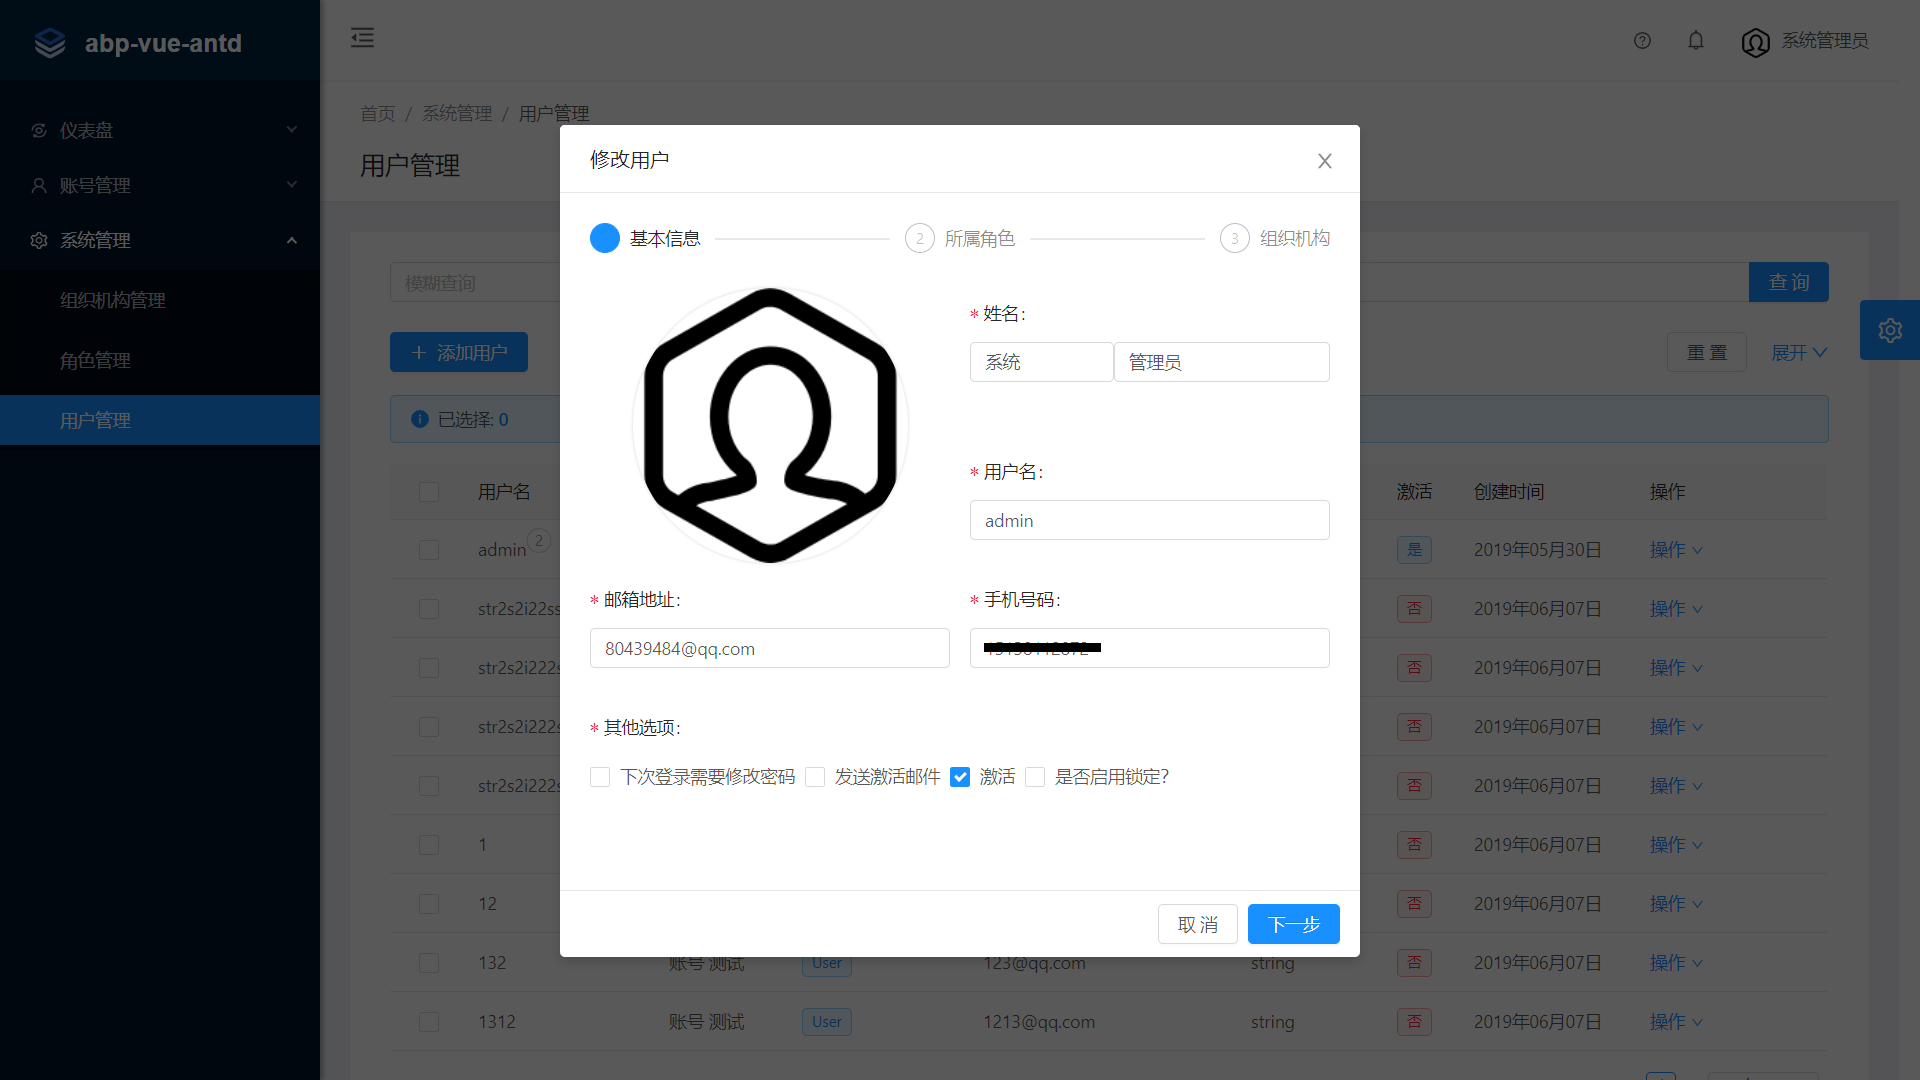 abp-vue-antd
系统管理员
仪表盘
账号管理
系统管理
组织机构管理
角色管理
用户管理
首页 / 系统管理 / 用户管理
用户管理
模糊查询
查 询
添加用户
重 置
展开
已选择: 0
用户名
激活
创建时间
操作
admin 2
是
2019年05月30日
操作
str2s2i22ss
否
2019年06月07日
操作
str2s2i222s
否
2019年06月07日
操作
str2s2i222s
否
2019年06月07日
操作
str2s2i222s
否
2019年06月07日
操作
1
否
2019年06月07日
操作
12
否
2019年06月07日
操作
132
账号 测试
User
123@qq.com
string
否
2019年06月07日
操作
1312
账号 测试
User
1213@qq.com
string
否
2019年06月07日
操作
修改用户
基本信息
2 所属角色
3 组织机构
* 姓名:
系统
管理员
* 用户名:
admin
* 邮箱地址:
80439484@qq.com
* 手机号码:
* 其他选项:
下次登录需要修改密码
发送激活邮件
激活
是否启用锁定?
取 消
下一步